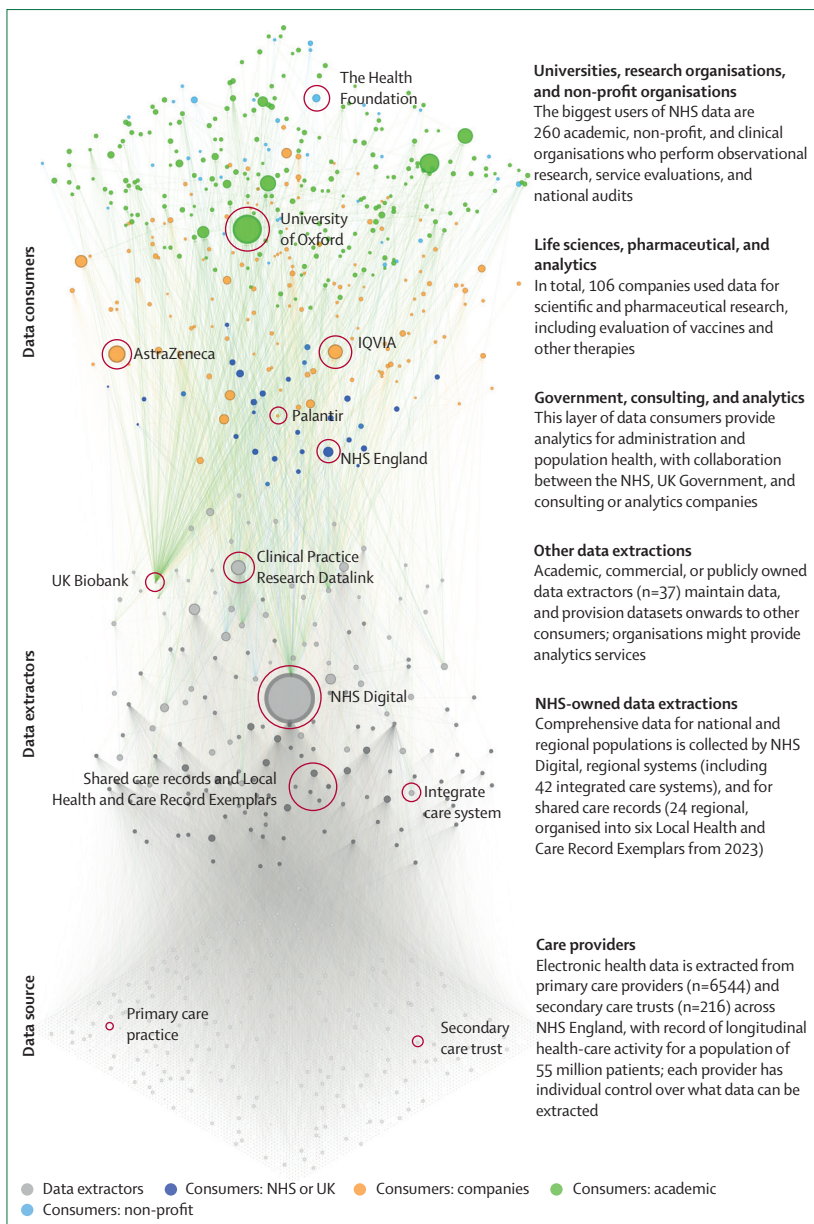 The Health
Foundation
University
of Oxford
AstraZeneca
IQVIA
Palantir
NHS England
Data consumers
UK Biobank
Clinical Practice
Research Datalink
NHS Digital
Shared care records and Local
Health and Care Record Exemplars
Integrate
care system
Data extractors
Primary care
practice
Secondary
care trust
Data source
Universities, research organisations,
and non-profit organisations
The biggest users of NHS data are
260 academic, non-profit, and clinical
organisations who perform observational
research, service evaluations, and
national audits
Life sciences, pharmaceutical, and
analytics
In total, 106 companies used data for
scientific and pharmaceutical research,
including evaluation of vaccines and
other therapies
Government, consulting, and analytics
This layer of data consumers provide
analytics for administration and
population health, with collaboration
between the NHS, UK Government, and
consulting or analytics companies
Other data extractions
Academic, commercial, or publicly owned
data extractors (n=37) maintain data,
and provision datasets onwards to other
consumers; organisations might provide
analytics services
NHS-owned data extractions
Comprehensive data for national and
regional populations is collected by NHS
Digital, regional systems (including
42 integrated care systems), and for
shared care records (24 regional,
organised into six Local Health and
Care Record Exemplars from 2023)
Care providers
Electronic health data is extracted from
primary care providers (n=6544) and
secondary care trusts (n=216) across
NHS England, with record of longitudinal
health-care activity for a population of
55 million patients; each provider has
individual control over what data can be
extracted
Data extractors
Consumers: NHS or UK
Consumers: companies
Consumers: academic
Consumers: non-profit